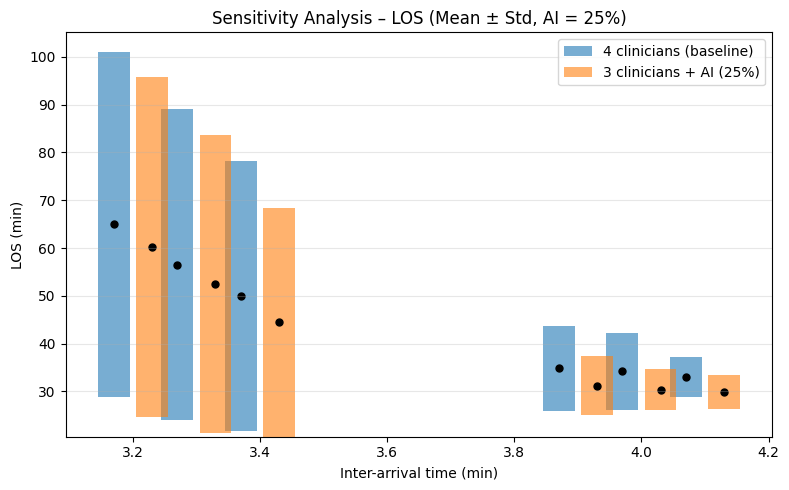 Sensitivity Analysis – LOS (Mean ± Std, AI = 25%)
4 clinicians (baseline)
3 clinicians + AI (25%)
LOS (min)
100
90
80
70
60
50
40
30
3.2
3.4
3.6
3.8
4.0
4.2
Inter-arrival time (min)